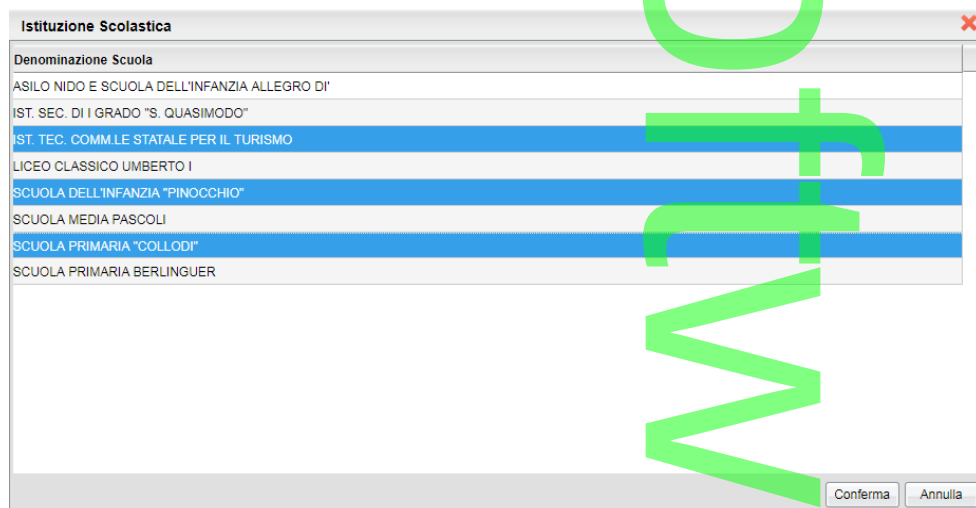 Istituzione Scolastica
Denominazione Scuola
ASILO NIDO E SCUOLA DELL'INFANZIA ALLEGRO DI'
IST. SEC. DI I GRADO "S. QUASIMODO"
IST. TEC. COMM.LE STATALE PER IL TURISMO
LICEO CLASSICO UMBERTO I
SCUOLA DELL'INFANZIA "PINOCCHIO"
SCUOLA MEDIA PASCOLI
SCUOLA PRIMARIA "COLLODI"
SCUOLA PRIMARIA BERLINGUER
Conferma Annulla